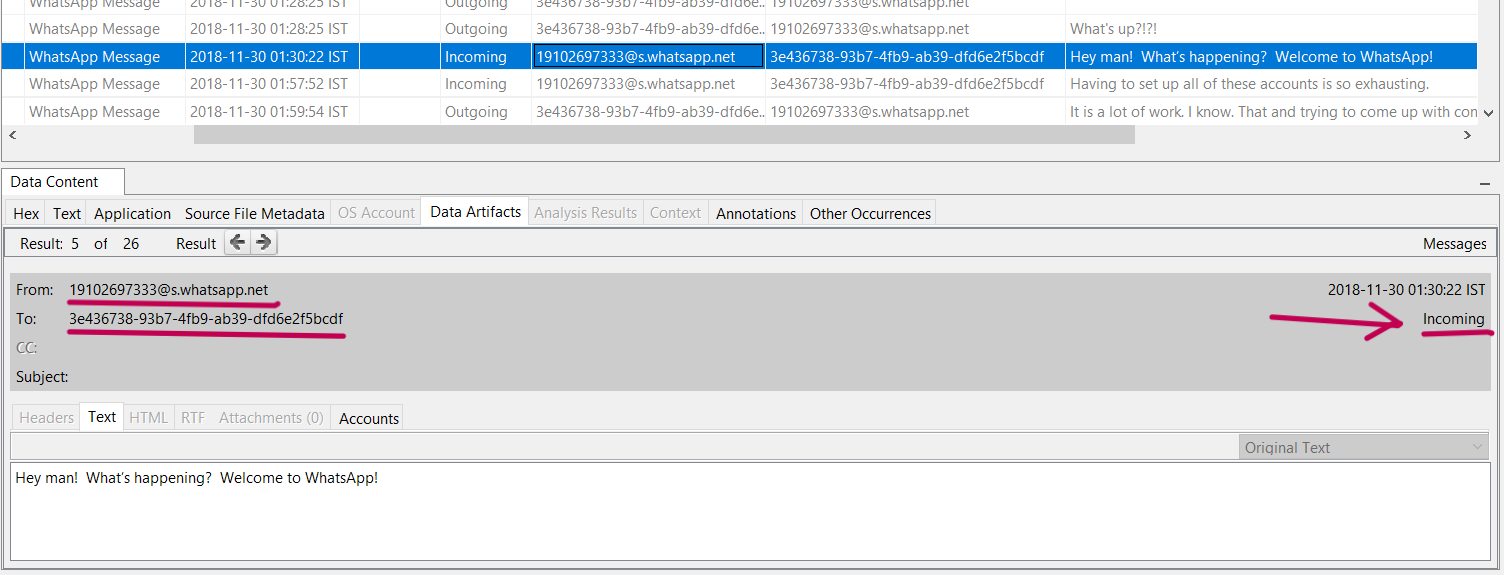 WhatsApp Message 2018-11-30 01:28:25 IST Outgoing 3e436738-93b7-4fb9-ab39-dfd6e... 19102697333@s.whatsapp.net
WhatsApp Message 2018-11-30 01:28:25 IST Outgoing 3e436738-93b7-4fb9-ab39-dfd6e... 19102697333@s.whatsapp.net What's up?!?!
WhatsApp Message 2018-11-30 01:30:22 IST Incoming 19102697333@s.whatsapp.net 3e436738-93b7-4fb9-ab39-dfd6e2f5bcdf Hey man!  What's happening?  Welcome to WhatsApp!
WhatsApp Message 2018-11-30 01:57:52 IST Incoming 19102697333@s.whatsapp.net 3e436738-93b7-4fb9-ab39-dfd6e2f5bcdf Having to set up all of these accounts is so exhausting.
WhatsApp Message 2018-11-30 01:59:54 IST Outgoing 3e436738-93b7-4fb9-ab39-dfd6e... 19102697333@s.whatsapp.net It is a lot of work. I know. That and trying to come up with con
Data Content
Hex Text Application Source File Metadata OS Account Data Artifacts Analysis Results Context Annotations Other Occurrences
Result: 5 of 26 Result Messages
From: 19102697333@s.whatsapp.net 2018-11-30 01:30:22 IST
To: 3e436738-93b7-4fb9-ab39-dfd6e2f5bcdf Incoming
CC:
Subject:
Headers Text HTML RTF Attachments (0) Accounts
Original Text
Hey man!  What's happening?  Welcome to WhatsApp!